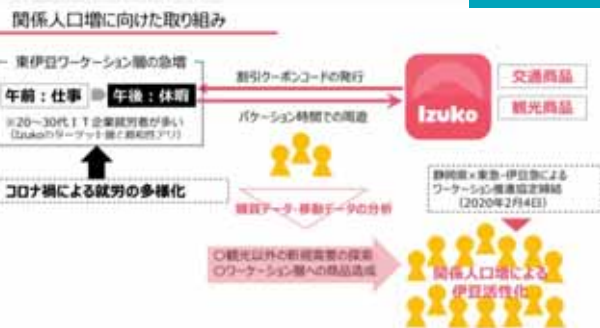 関係人口増に向けた取り組み
東伊豆ワーケーション層の急増
午前：仕事
午後：休暇
※20～30代IT企業就労者が多い
（Izukoのターゲット層と親和性アリ）
コロナ禍による就労の多様化
割引クーポンコードの発行
バケーション時間での周遊
Izuko
交通商品
観光商品
購買データ・移動データの分析
静岡県×東急・伊豆急による
ワーケーション推進協定締結
（2020年2月4日）
○観光以外の新規需要の探索
○ワーケーション層への商品造成
関係人口増による
伊豆活性化